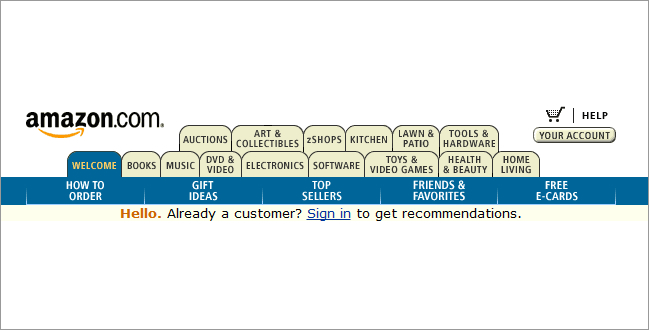 amazon.com.
HELP
YOUR ACCOUNT
AUCTIONS
ART &
COLLECTIBLES
zSHOPS
KITCHEN
LAWN &
PATIO
TOOLS &
HARDWARE
WELCOME
BOOKS
MUSIC
DVD &
VIDEO
ELECTRONICS
SOFTWARE
TOYS &
VIDEO GAMES
HEALTH
& BEAUTY
HOME
LIVING
HOW TO
ORDER
GIFT
IDEAS
TOP
SELLERS
FRIENDS &
FAVORITES
FREE
E-CARDS
Hello. Already a customer? Sign in to get recommendations.